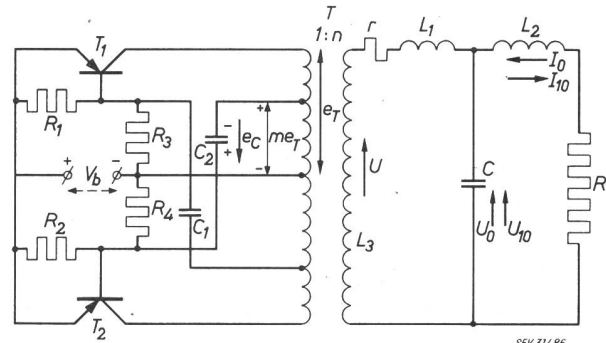 T
1:n
T₁
r
L₁
L₂
I₀
I₁₀
R₁
R₃
C₂
−
+
e_C
+
me_T
−
e_T
U
C
R
+
V_b
−
R₂
R₄
C₁
L₃
U₀
U₁₀
T₂